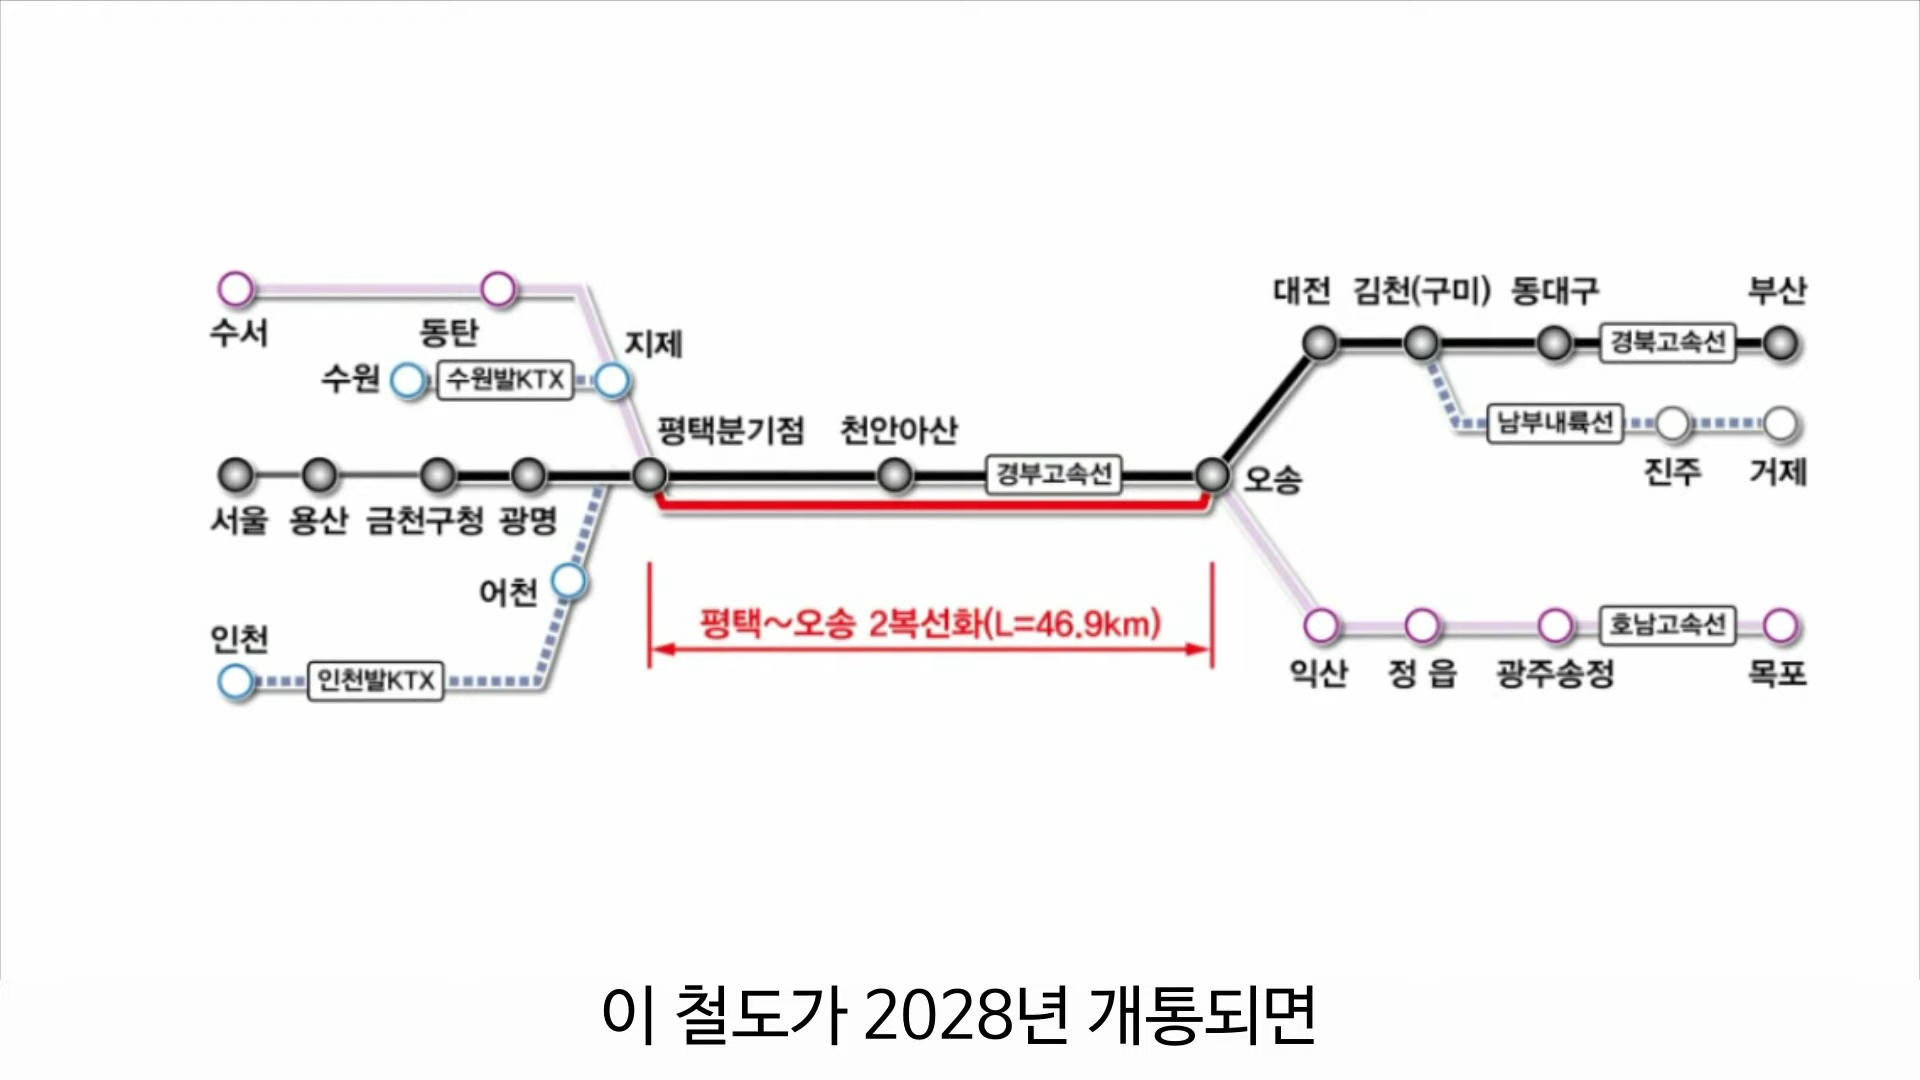 수서
동탄
지제
수원
수원발KTX
평택분기점
천안아산
경부고속선
오송
서울
용산
금천구청
광명
어천
인천
인천발KTX
평택~오송 2복선화(L=46.9km)
대전
김천(구미)
동대구
경북고속선
부산
남부내륙선
진주
거제
익산
정 읍
광주송정
호남고속선
목포
이 철도가 2028년 개통되면